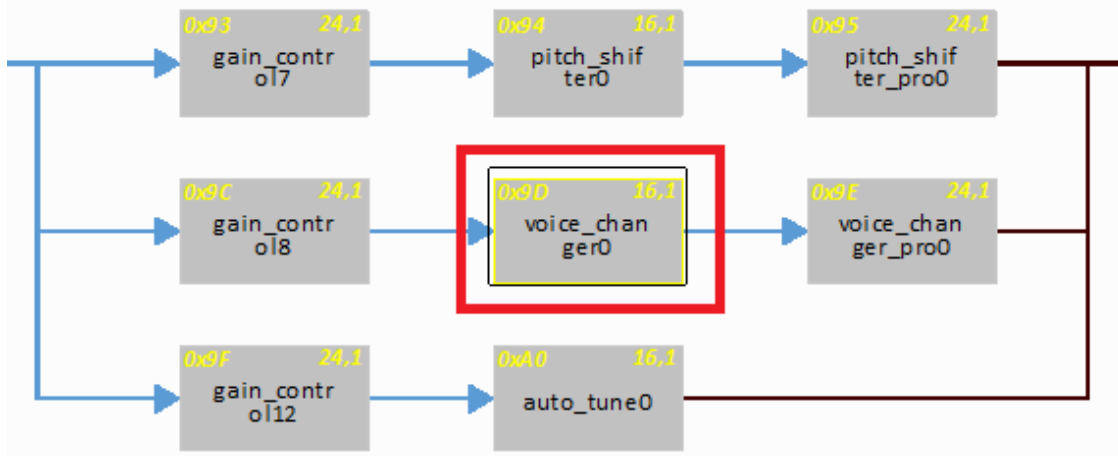 0x93 24,1
gain_contr
ol7
0x94 16,1
pitch_shif
ter0
0x95 24,1
pitch_shif
ter_pro0
0x9C 24,1
gain_contr
ol8
0x9D 16,1
voice_chan
ger0
0x9E 24,1
voice_chan
ger_pro0
0x9F 24,1
gain_contr
ol12
0xA0 16,1
auto_tune0